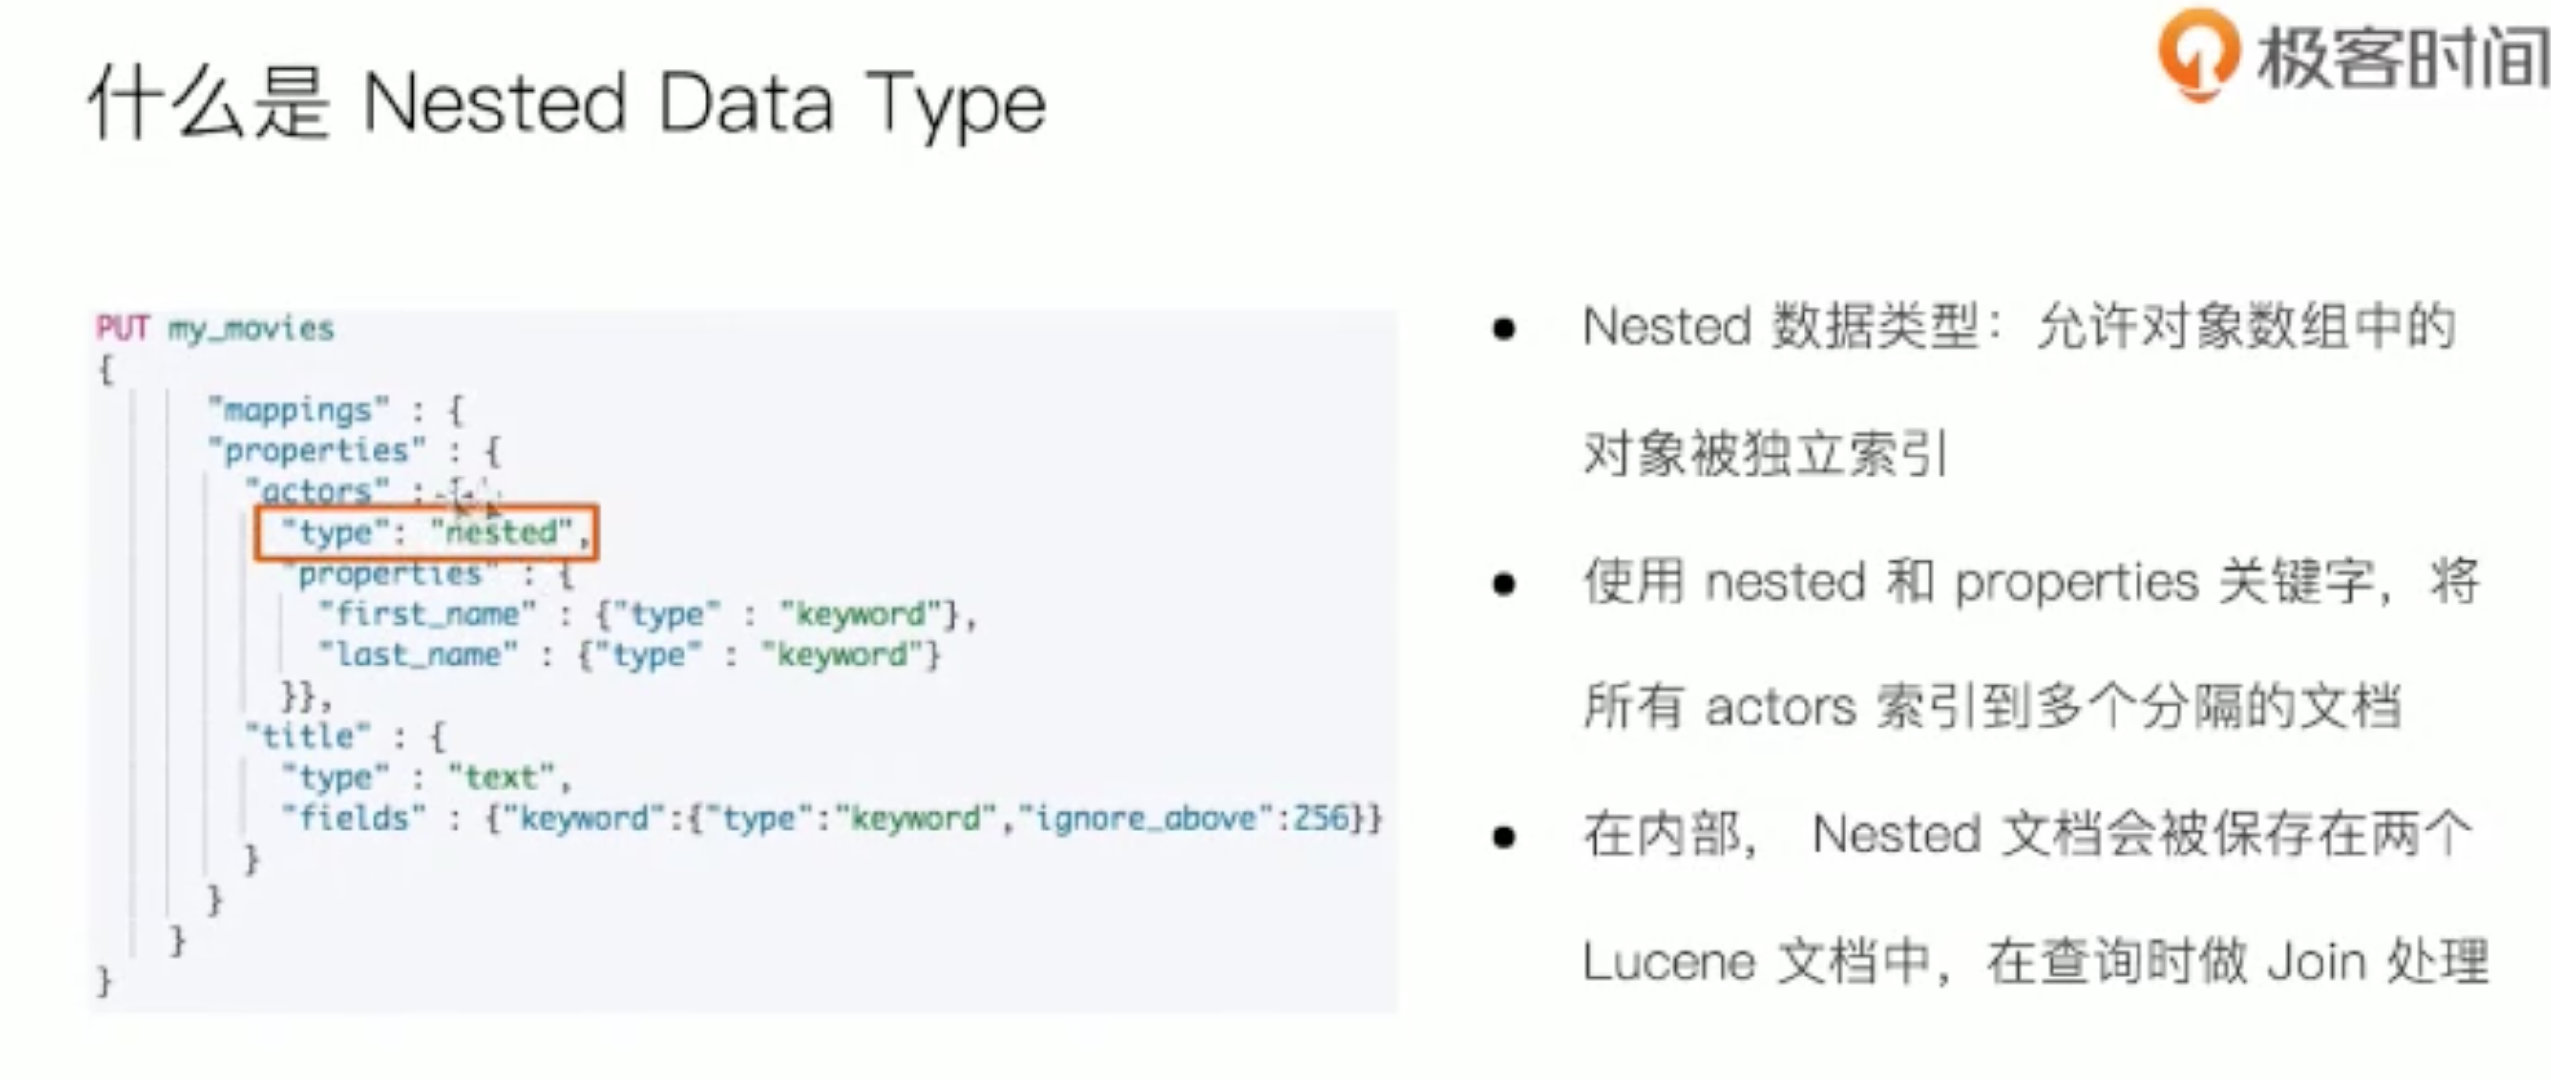 极客时间
什么是 Nested Data Type
PUT my_movies
{
"mappings" : {
"properties" : {
"actors" : {
"type": "nested",
"properties" : {
"first_name" : {"type" : "keyword"},
"last_name" : {"type" : "keyword"}
}},
"title" : {
"type" : "text",
"fields" : {"keyword":{"type":"keyword","ignore_above":256}}
}
}
}
}
● Nested 数据类型：允许对象数组中的
对象被独立索引
● 使用 nested 和 properties 关键字，将
所有 actors 索引到多个分隔的文档
● 在内部， Nested 文档会被保存在两个
Lucene 文档中，在查询时做 Join 处理